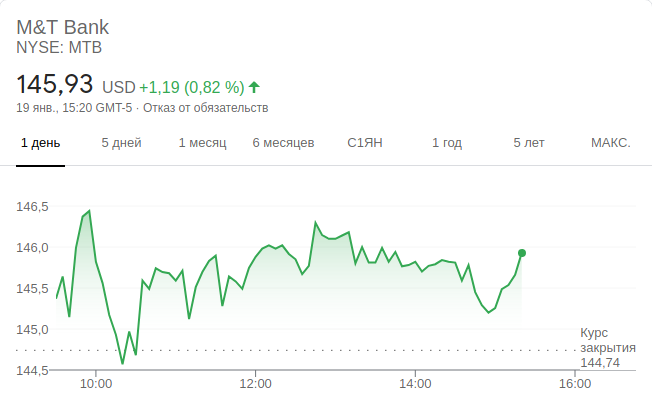 M&T Bank
NYSE: MTB
145,93 USD +1,19 (0,82 %)
19 янв., 15:20 GMT-5 · Отказ от обязательств
1 день 5 дней 1 месяц 6 месяцев С1ЯН 1 год 5 лет МАКС.
146,5
146,0
145,5
145,0
Курс
закрытия
144,74
144,5
10:00 12:00 14:00 16:00